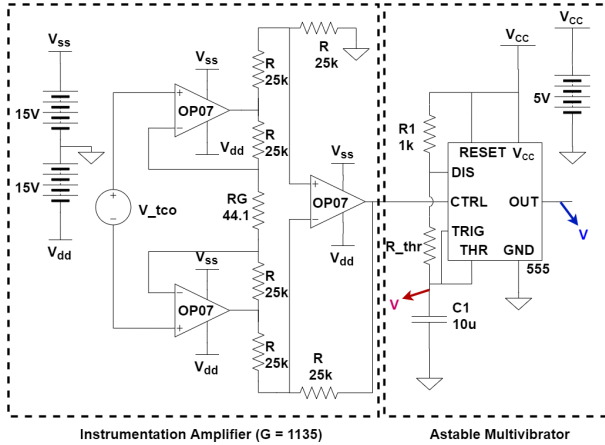 Vss
15V
15V
Vdd
V_tco
+
−
Vss
+
−
OP07
Vdd
R
25k
R
25k
R
25k
RG
44.1
Vss
+
−
OP07
Vss
−
+
OP07
Vdd
R
25k
R
25k
R
25k
Instrumentation Amplifier (G = 1135)
VCC
VCC
5V
R1
1k
RESET VCC
DIS
CTRL
OUT
TRIG
THR
GND
555
R_thr
V
V
C1
10u
Astable Multivibrator